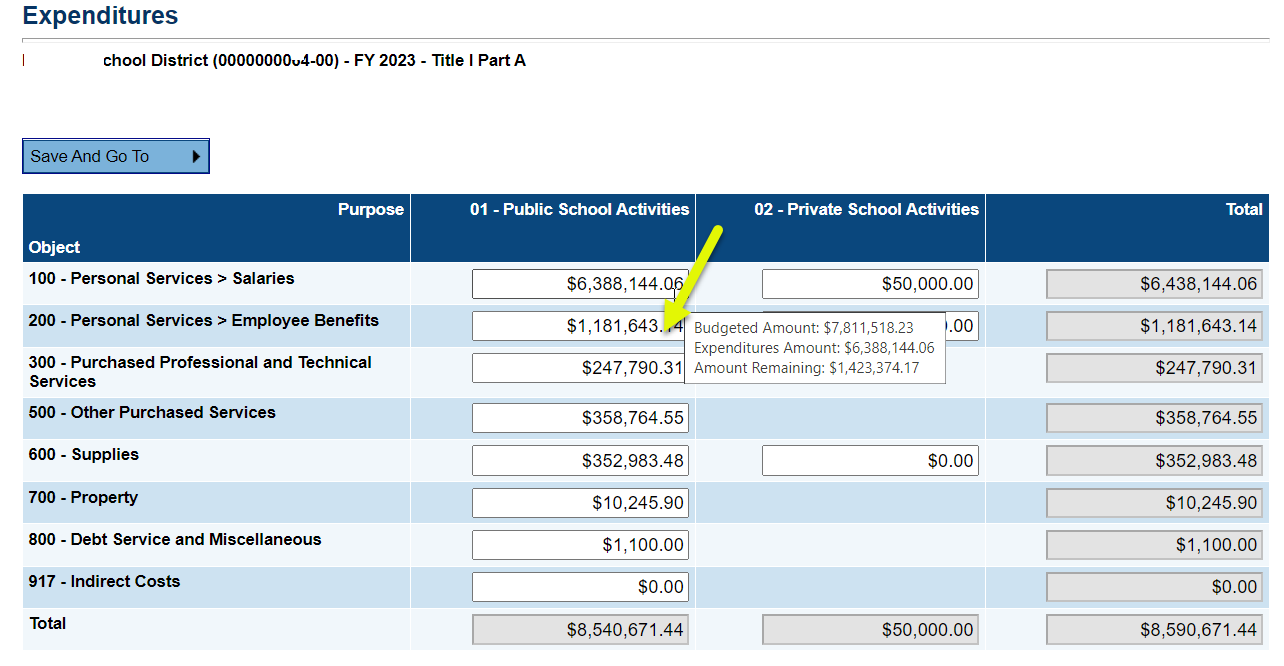 Expenditures
chool District (0000000004-00) - FY 2023 - Title I Part A
Save And Go To
Purpose 01 - Public School Activities 02 - Private School Activities Total
Object
100 - Personal Services > Salaries $6,388,144.06 $50,000.00 $6,438,144.06
200 - Personal Services > Employee Benefits $1,181,643.14 .00 $1,181,643.14
Budgeted Amount: $7,811,518.23
Expenditures Amount: $6,388,144.06
Amount Remaining: $1,423,374.17
300 - Purchased Professional and Technical
Services $247,790.31 $247,790.31
500 - Other Purchased Services $358,764.55 $358,764.55
600 - Supplies $352,983.48 $0.00 $352,983.48
700 - Property $10,245.90 $10,245.90
800 - Debt Service and Miscellaneous $1,100.00 $1,100.00
917 - Indirect Costs $0.00 $0.00
Total $8,540,671.44 $50,000.00 $8,590,671.44